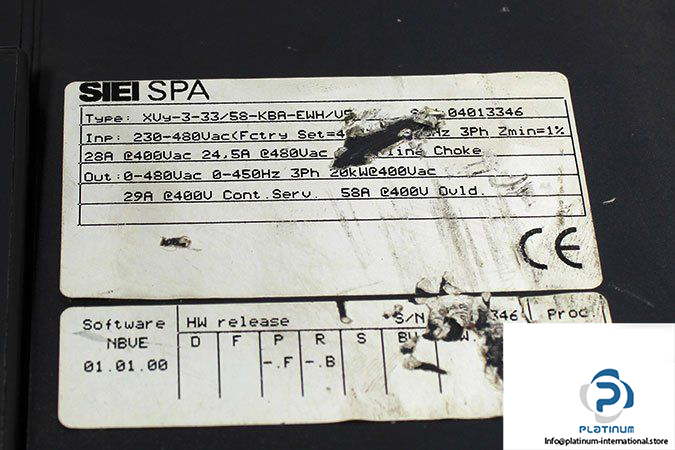 SIEI SPA
Type: XVy-3-33/58-KBA-EWH/V 04013346
Inp: 230-480Vac(Fctry Set=4 Hz 3Ph Zmin=1%
28A @400Vac 24,5A @480Vac line Choke
Out:0-480Vac 0-450Hz 3Ph 20kW@400Vac
29A @400V Cont.Serv. 58A @400V Ovld.
CE
Software HW release S/N 346 Proc
NBVE D F P R S BU W.
01.01.00 -.F -.B
PLATINUM
Info@platinum-international.store